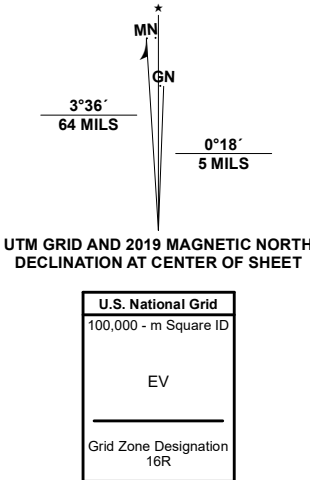 ★
MN
GN
3°36´
64 MILS
0°18´
5 MILS
UTM GRID AND 2019 MAGNETIC NORTH
DECLINATION AT CENTER OF SHEET
U.S. National Grid
100,000 - m Square ID
EV
Grid Zone Designation
16R